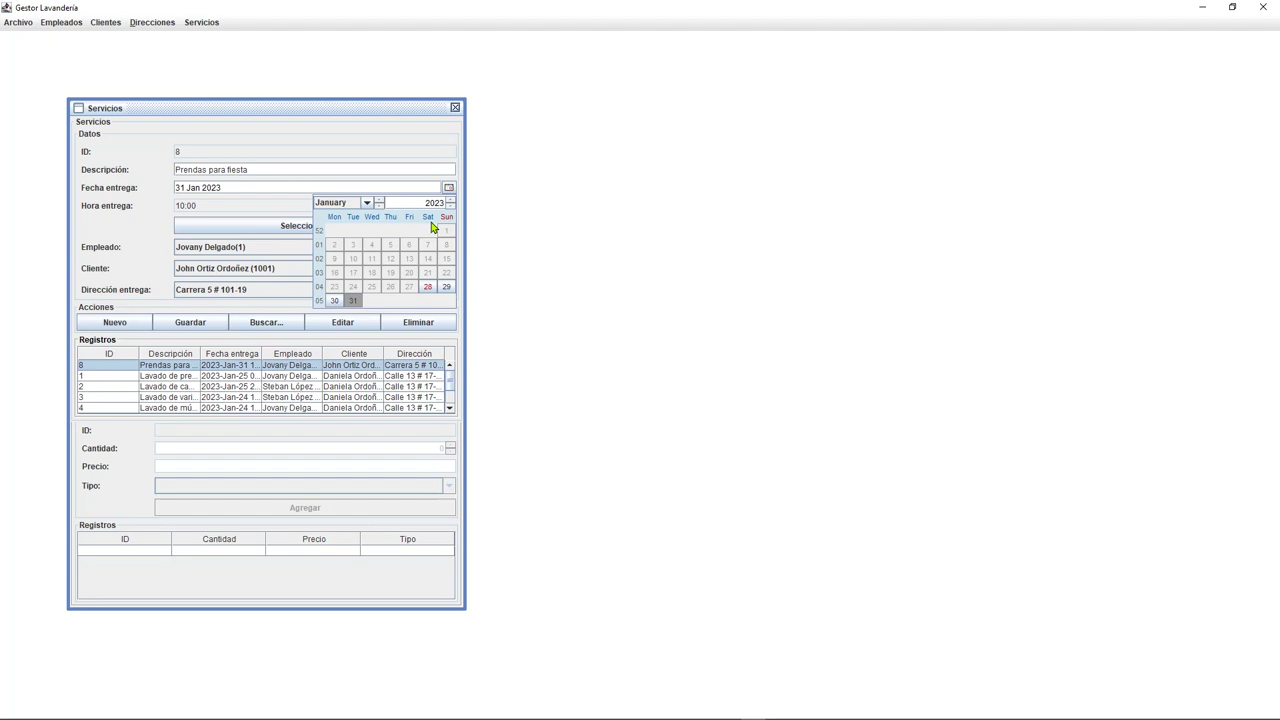 Gestor Lavandería
Archivo Empleados Clientes Direcciones Servicios
Servicios
Servicios
Datos
ID: 8
Descripción: Prendas para fiesta
Fecha entrega: 31 Jan 2023
Hora entrega: 10:00
January 2023
Mon Tue Wed Thu Fri Sat Sun
52 1
01 2 3 4 5 6 7 8
02 9 10 11 12 13 14 15
03 16 17 18 19 20 21 22
04 23 24 25 26 27 28 29
05 30 31
Seleccio
Empleado: Jovany Delgado(1)
Cliente: John Ortiz Ordoñez (1001)
Dirección entrega: Carrera 5 # 101-19
Acciones
Nuevo Guardar Buscar... Editar Eliminar
Registros
ID Descripción Fecha entrega Empleado Cliente Dirección
8 Prendas para ... 2023-Jan-31 1... Jovany Delga... John Ortiz Ord... Carrera 5 # 10...
1 Lavado de pre... 2023-Jan-25 0... Jovany Delga... Daniela Ordoñ... Calle 13 # 17-...
2 Lavado de ca... 2023-Jan-25 2... Steban López ... Daniela Ordoñ... Calle 13 # 17-...
3 Lavado de vari... 2023-Jan-24 1... Steban López ... Daniela Ordoñ... Calle 13 # 17-...
4 Lavado de mú... 2023-Jan-24 1... Jovany Delga... Daniela Ordoñ... Calle 13 # 17-...
ID:
Cantidad: 0
Precio:
Tipo:
Agregar
Registros
ID Cantidad Precio Tipo